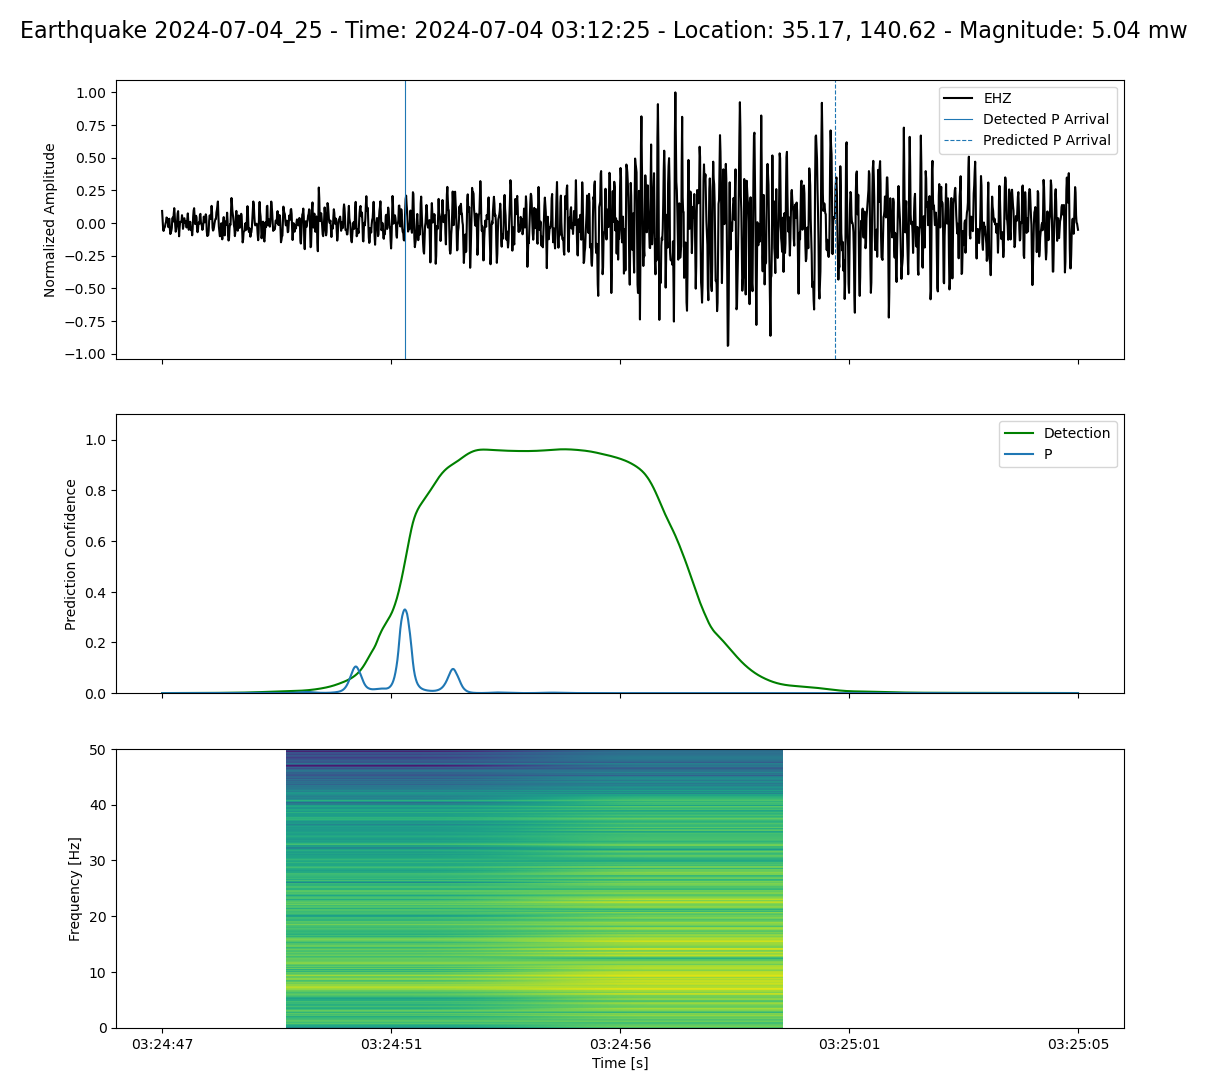 Earthquake 2024-07-04_25 - Time: 2024-07-04 03:12:25 - Location: 35.17, 140.62 - Magnitude: 5.04 mw
Normalized Amplitude
1.00
0.75
0.50
0.25
0.00
−0.25
−0.50
−0.75
−1.00
EHZ
Detected P Arrival
Predicted P Arrival
Prediction Confidence
1.0
0.8
0.6
0.4
0.2
0.0
Detection
P
Frequency [Hz]
50
40
30
20
10
0
03:24:47 03:24:51 03:24:56 03:25:01 03:25:05
Time [s]